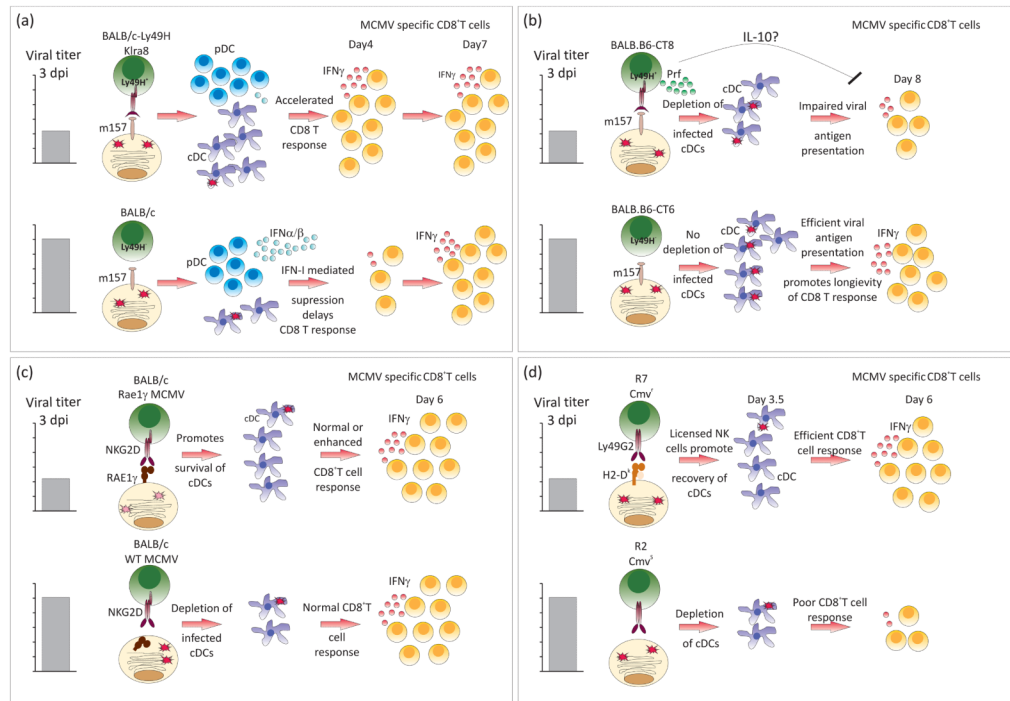 (a)
MCMV specific CD8⁺T cells
BALB/c-Ly49H
Klra8
Viral titer
3 dpi
Ly49H⁺
m157
pDC
cDC
Accelerated
CD8 T
response
Day4
IFNγ
Day7
IFNγ
BALB/c
Ly49H⁻
m157
pDC
IFNα/β
IFN-I mediated
supression
delays
CD8 T response
IFNγ
(b)
MCMV specific CD8⁺T cells
IL-10?
BALB.B6-CT8
Viral titer
3 dpi
Ly49H⁺
Prf
m157
Depletion of
infected
cDCs
cDC
Impaired viral
antigen
presentation
Day 8
BALB.B6-CT6
Ly49H⁻
m157
No
depletion of
infected
cDCs
cDC
Efficient viral
antigen
presentation
promotes longievity
of CD8 T response
IFNγ
(c)
BALB/c
Rae1γ MCMV
MCMV specific CD8⁺T cells
Viral titer
3 dpi
NKG2D
RAE1γ
Promotes
survival of
cDCs
cDC
Normal or
enhanced
CD8⁺T cell
response
Day 6
IFNγ
BALB/c
WT MCMV
NKG2D
Depletion of
infected
cDCs
Normal CD8⁺T
cell
response
IFNγ
(d)
R7
Cmvʳ
MCMV specific CD8⁺T cells
Viral titer
3 dpi
Ly49G2
H2-Dᵏ
Licensed NK
cells promote
recovery of
cDCs
Day 3.5
cDC
Efficient CD8⁺T
cell response
Day 6
IFNγ
R2
Cmvˢ
Depletion
of cDCs
Poor CD8⁺T cell
response